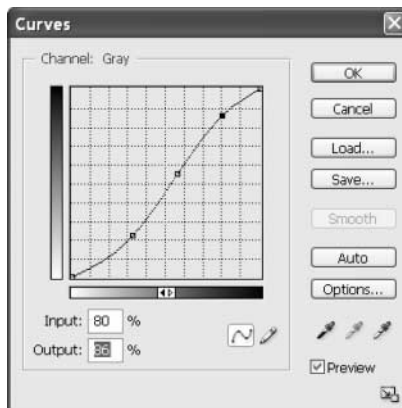 Curves
Channel: Gray
OK
Cancel
Load...
Save...
Smooth
Auto
Options...
Input: 80 %
Output: 86 %
Preview